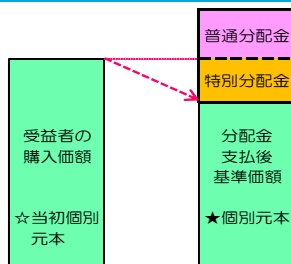 普通分配金
特別分配金
受益者の
購入価額
☆当初個別
元本
分配金
支払後
基準価額
★個別元本